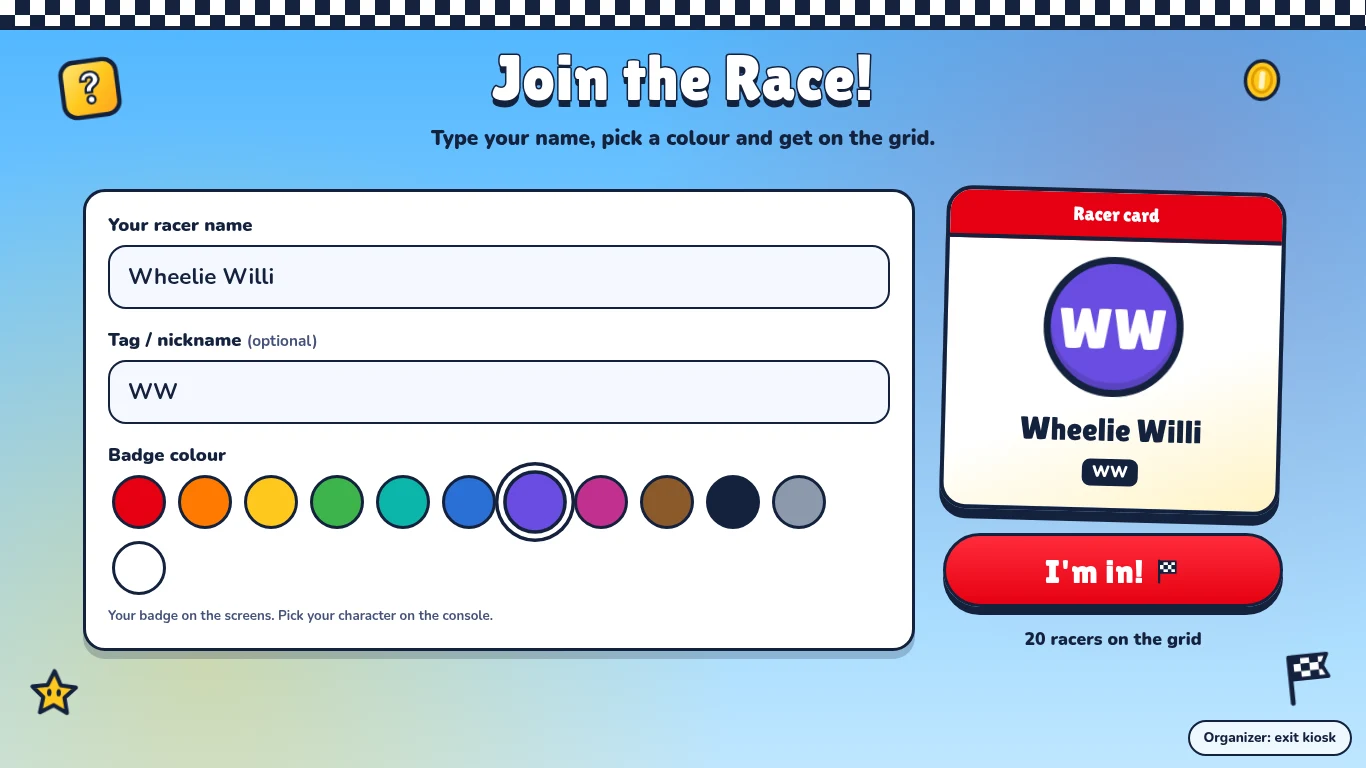 ?
Join the Race!
Type your name, pick a colour and get on the grid.
Your racer name
Wheelie Willi
Tag / nickname (optional)
WW
Badge colour
Your badge on the screens. Pick your character on the console.
Racer card
WW
Wheelie Willi
WW
I'm in!
20 racers on the grid
Organizer: exit kiosk